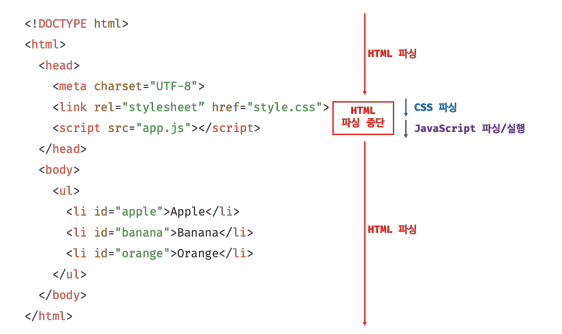 <!DOCTYPE html>
<html>
<head>
HTML 파싱
<meta charset="UTF-8">
<link rel="stylesheet” href="style.css">
HTML
파싱 중단
CSS 파싱
<script src="app.js"></script>
JavaScript 파싱/실행
</head>
<body>
<ul>
<li id="apple">Apple</li>
<li id="banana">Banana</li>
HTML 파싱
<li id="orange">Orange</li>
</ul>
</body>
</html>